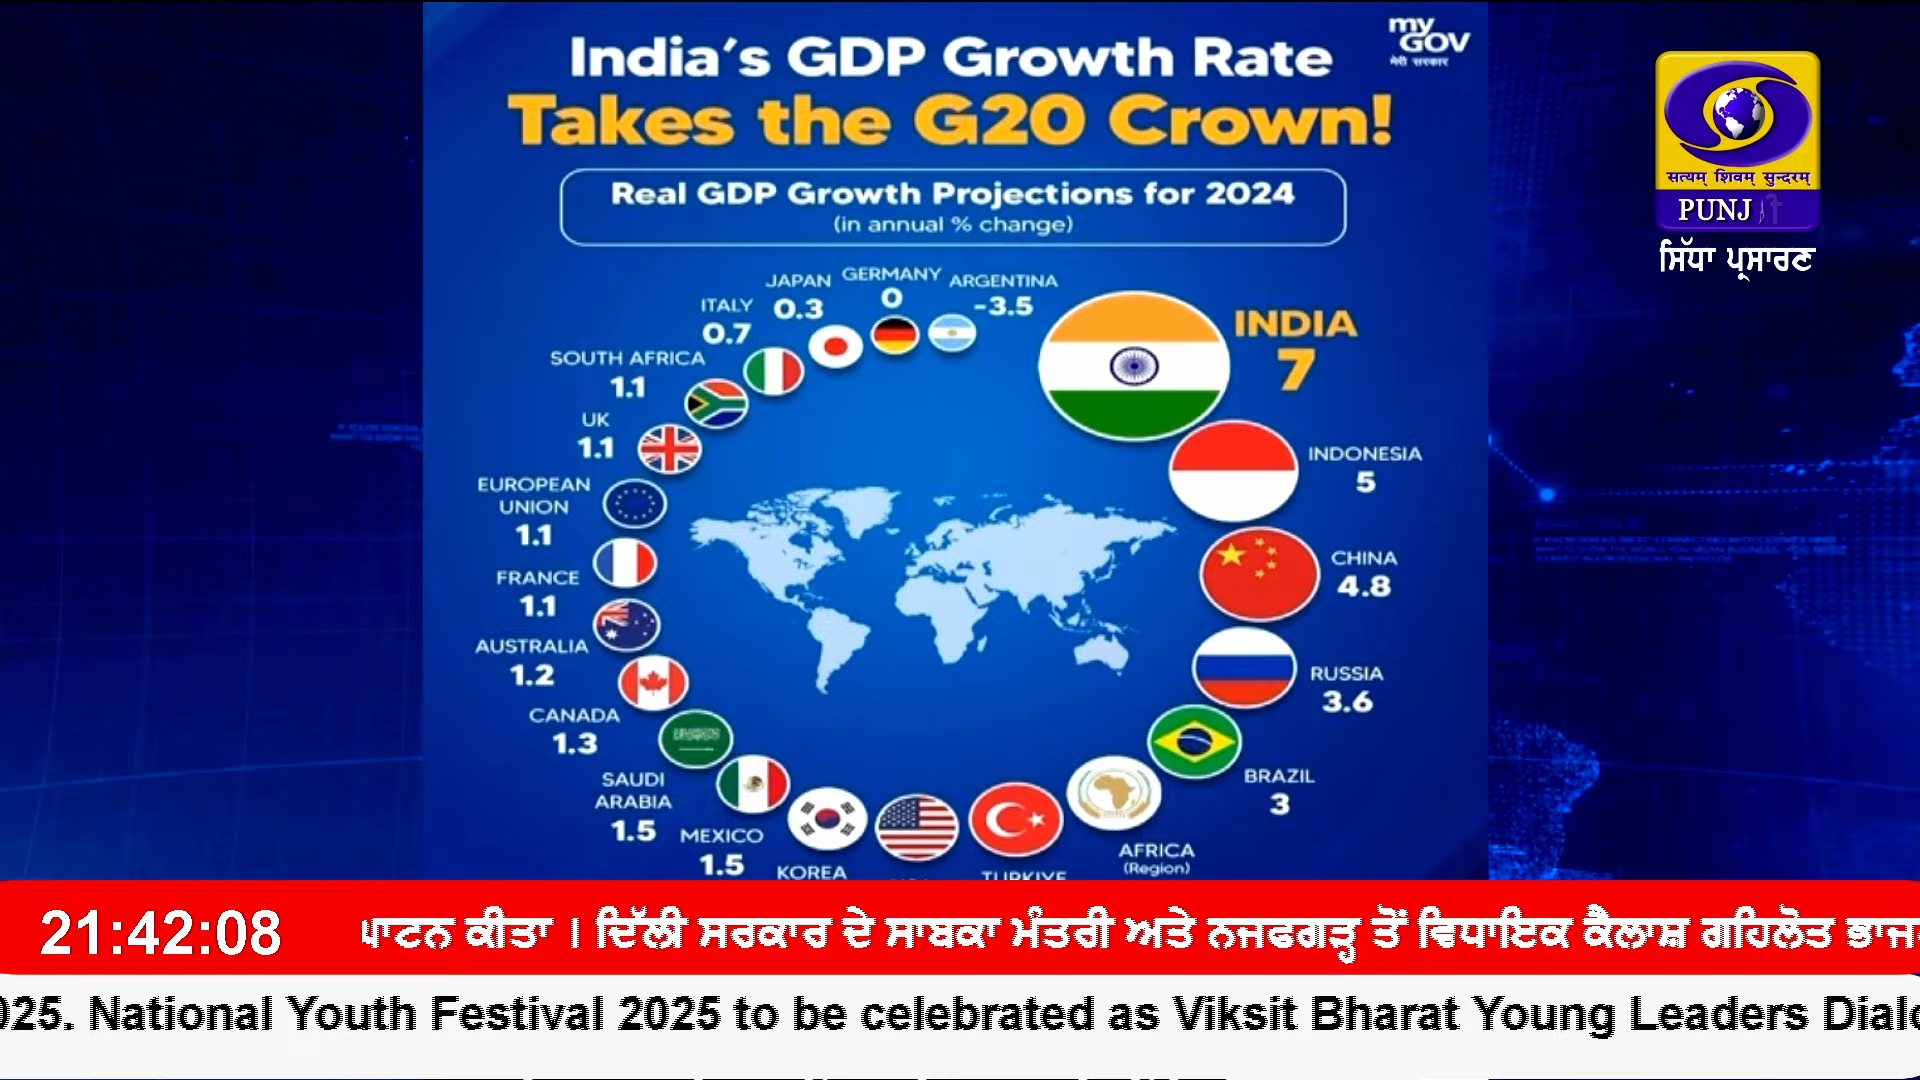 India's GDP Growth Rate
Takes the G20 Crown!
my
GOV
मेरी सरकार
Real GDP Growth Projections for 2024
(in annual % change)
सत्यम् शिवम् सुन्दरम्
PUNJ
ਸਿੱਧਾ ਪ੍ਰਸਾਰਣ
JAPAN
0.3
GERMANY
0
ARGENTINA
-3.5
ITALY
0.7
INDIA
7
SOUTH AFRICA
1.1
UK
1.1
INDONESIA
5
EUROPEAN
UNION
1.1
CHINA
4.8
FRANCE
1.1
AUSTRALIA
1.2
RUSSIA
3.6
CANADA
1.3
SAUDI
ARABIA
1.5
BRAZIL
3
MEXICO
1.5
KOREA
TURKIYE
AFRICA
(Region)
21:42:08
ਕੀਤਾ । ਦਿੱਲੀ ਸਰਕਾਰ ਦੇ ਸਾਬਕਾ ਮੰਤਰੀ ਅਤੇ ਨਜਫਗੜ੍ਹ ਤੋਂ ਵਿਧਾਇਕ ਕੈਲਾਸ਼ ਗਹਿਲੋਤ
025. National Youth Festival 2025 to be celebrated as Viksit Bharat Young Leaders Dialo